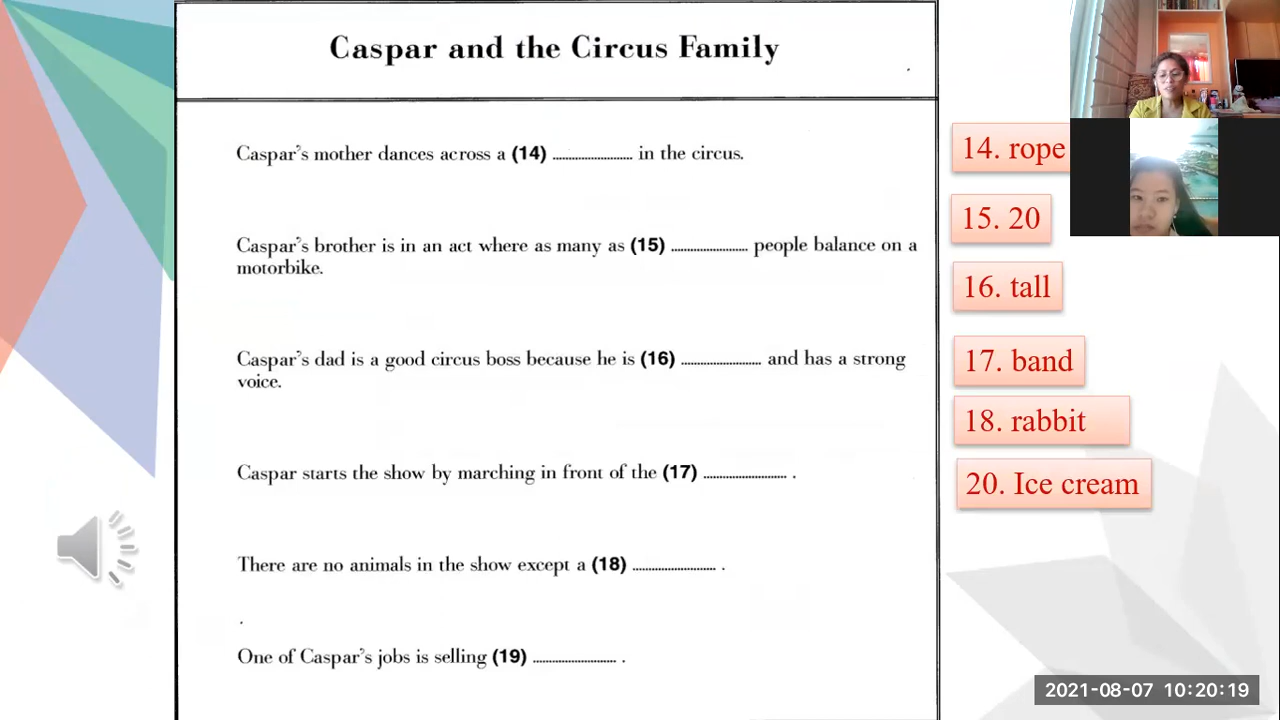 Caspar and the Circus Family
Caspar's mother dances across a (14) ........................ in the circus.
Caspar's brother is in an act where as many as (15) ........................ people balance on a
motorbike.
Caspar's dad is a good circus boss because he is (16) ........................ and has a strong
voice.
Caspar starts the show by marching in front of the (17) ......................... .
There are no animals in the show except a (18) ......................... .
One of Caspar's jobs is selling (19) ......................... .
14. rope
15. 20
16. tall
17. band
18. rabbit
20. Ice cream
2021-08-07 10:20:19